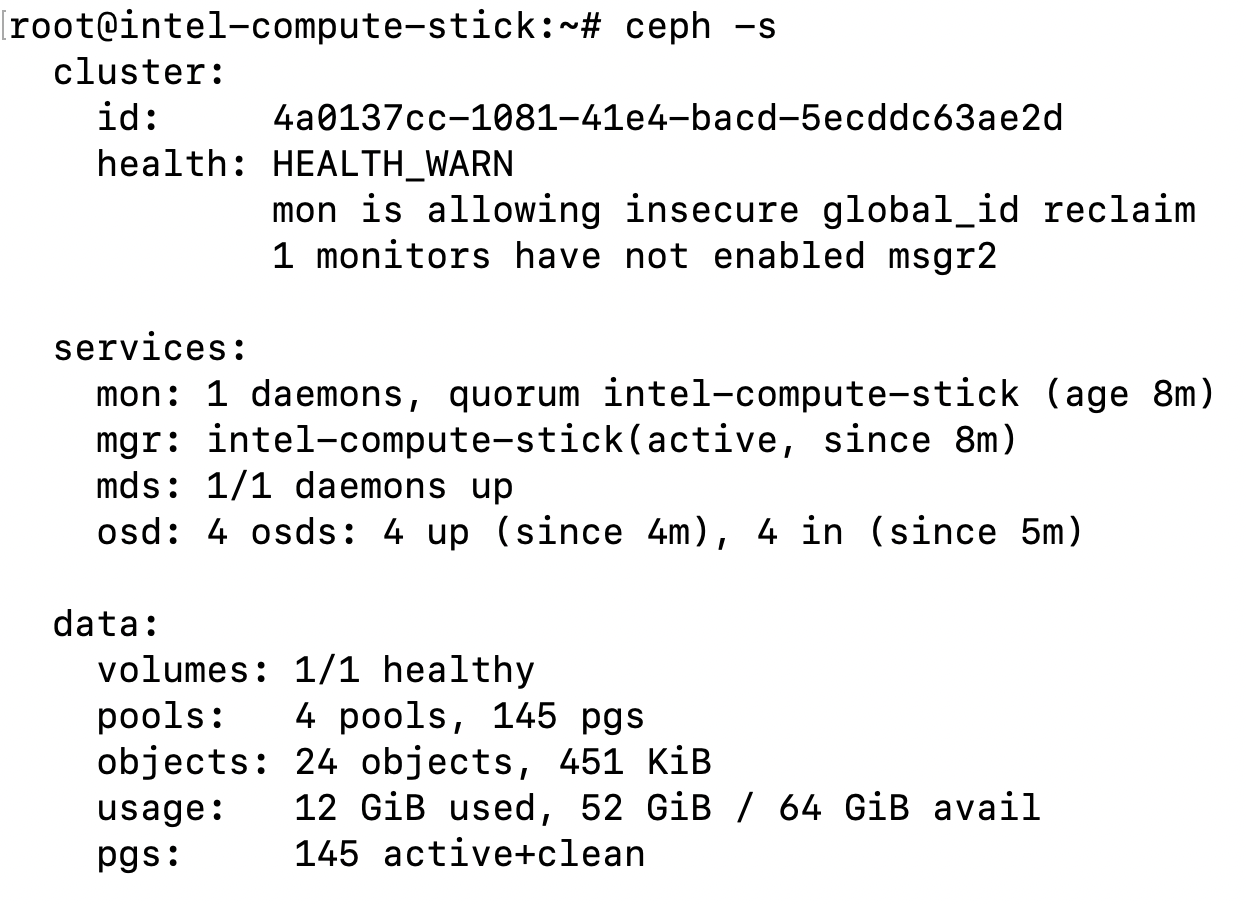 [root@intel-compute-stick:~# ceph -s
  cluster:
    id:     4a0137cc-1081-41e4-bacd-5ecddc63ae2d
    health: HEALTH_WARN
            mon is allowing insecure global_id reclaim
            1 monitors have not enabled msgr2

  services:
    mon: 1 daemons, quorum intel-compute-stick (age 8m)
    mgr: intel-compute-stick(active, since 8m)
    mds: 1/1 daemons up
    osd: 4 osds: 4 up (since 4m), 4 in (since 5m)

  data:
    volumes: 1/1 healthy
    pools:   4 pools, 145 pgs
    objects: 24 objects, 451 KiB
    usage:   12 GiB used, 52 GiB / 64 GiB avail
    pgs:     145 active+clean